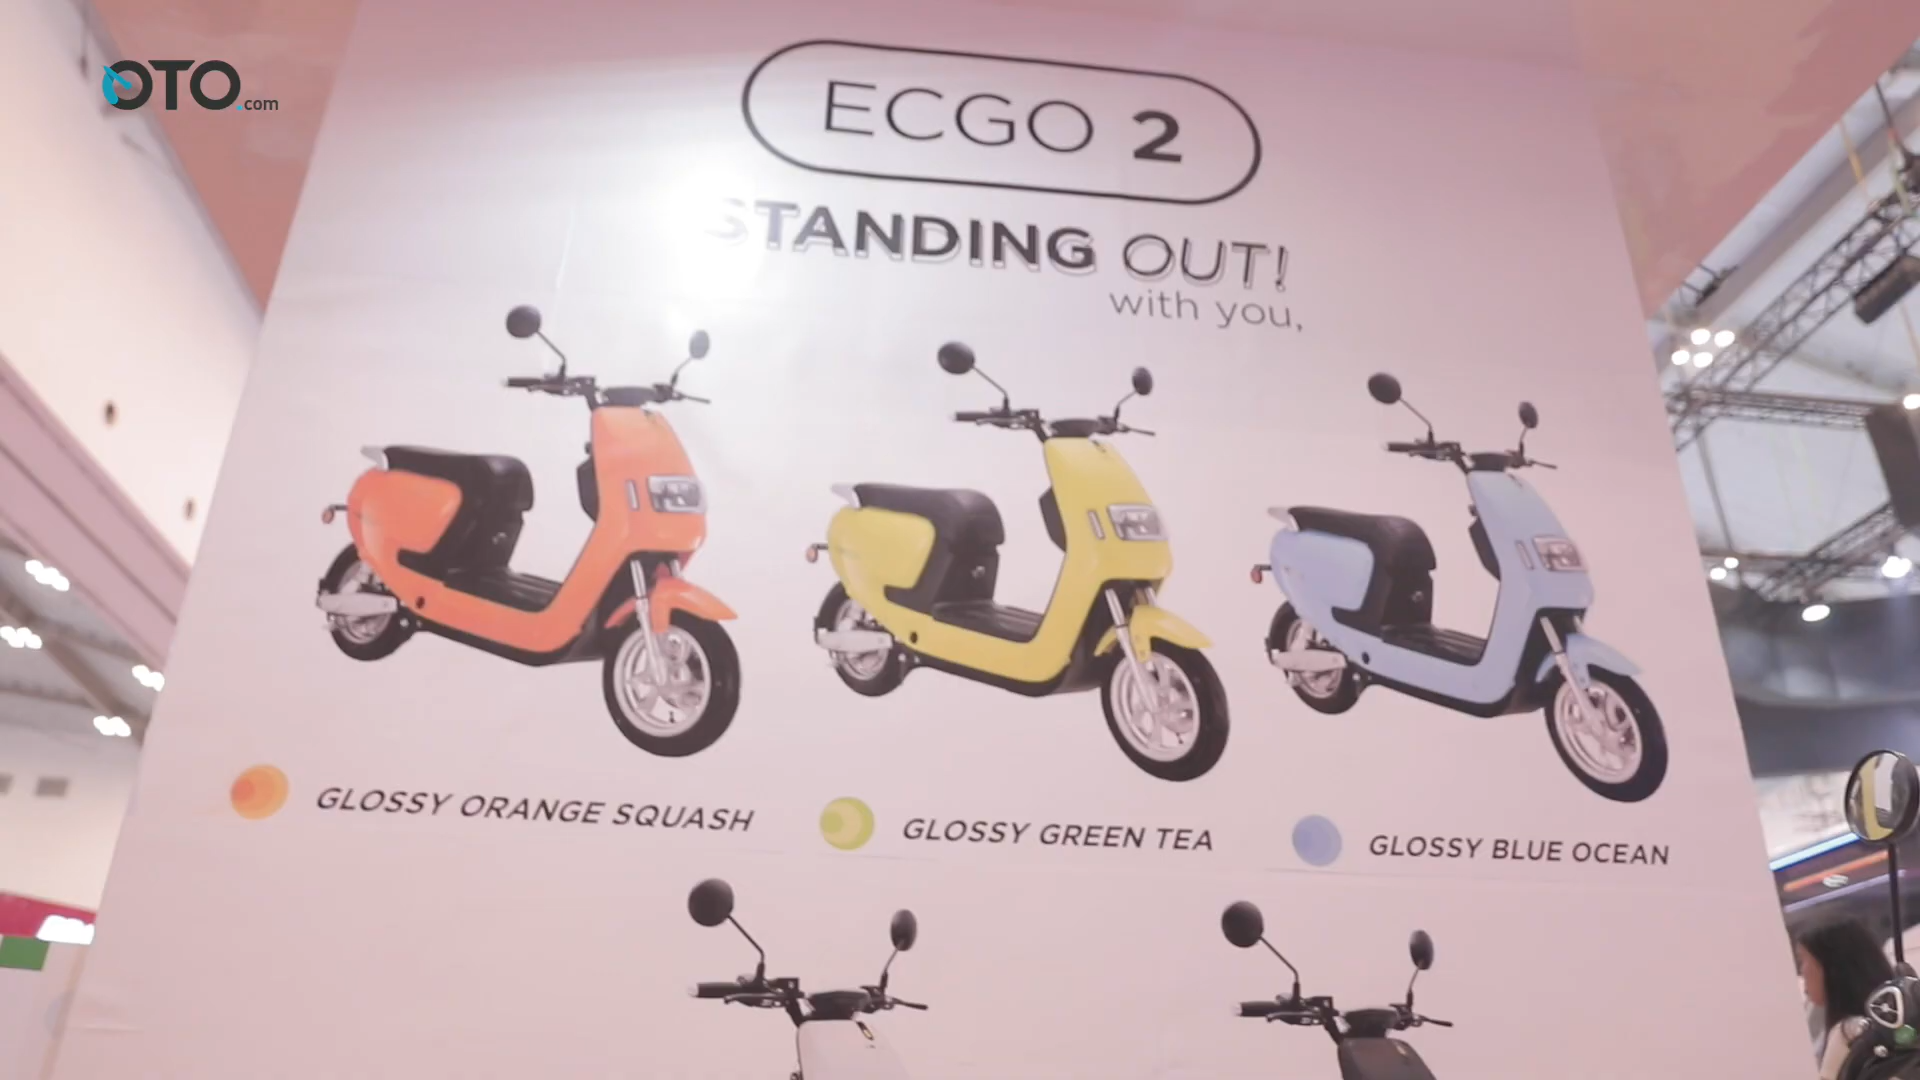 OTO.com
ECGO 2
STANDING OUT!
with you,
GLOSSY ORANGE SQUASH
GLOSSY GREEN TEA
GLOSSY BLUE OCEAN